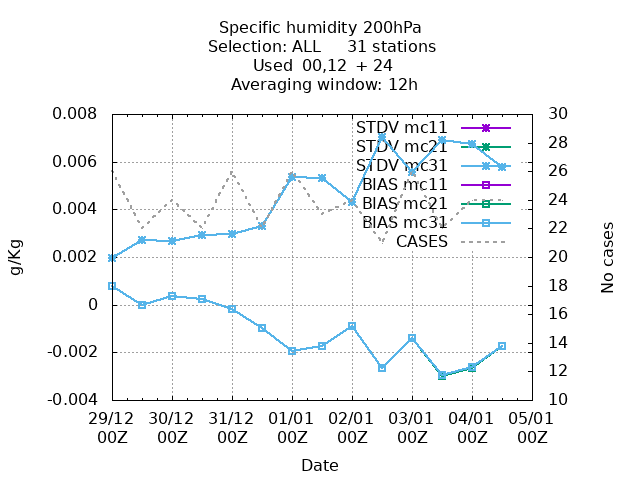 Specific humidity 200hPa
Selection: ALL 31 stations
Used 00,12 + 24
Averaging window: 12h
0.008
0.006
0.004
0.002
0
-0.002
-0.004
g/Kg
STDV mc11
STDV mc21
STDV mc31
BIAS mc11
BIAS mc21
BIAS mc31
CASES
30
28
26
24
22
20
18
16
14
12
10
No cases
29/12 30/12 31/12 01/01 02/01 03/01 04/01 05/01
00Z 00Z 00Z 00Z 00Z 00Z 00Z 00Z
Date